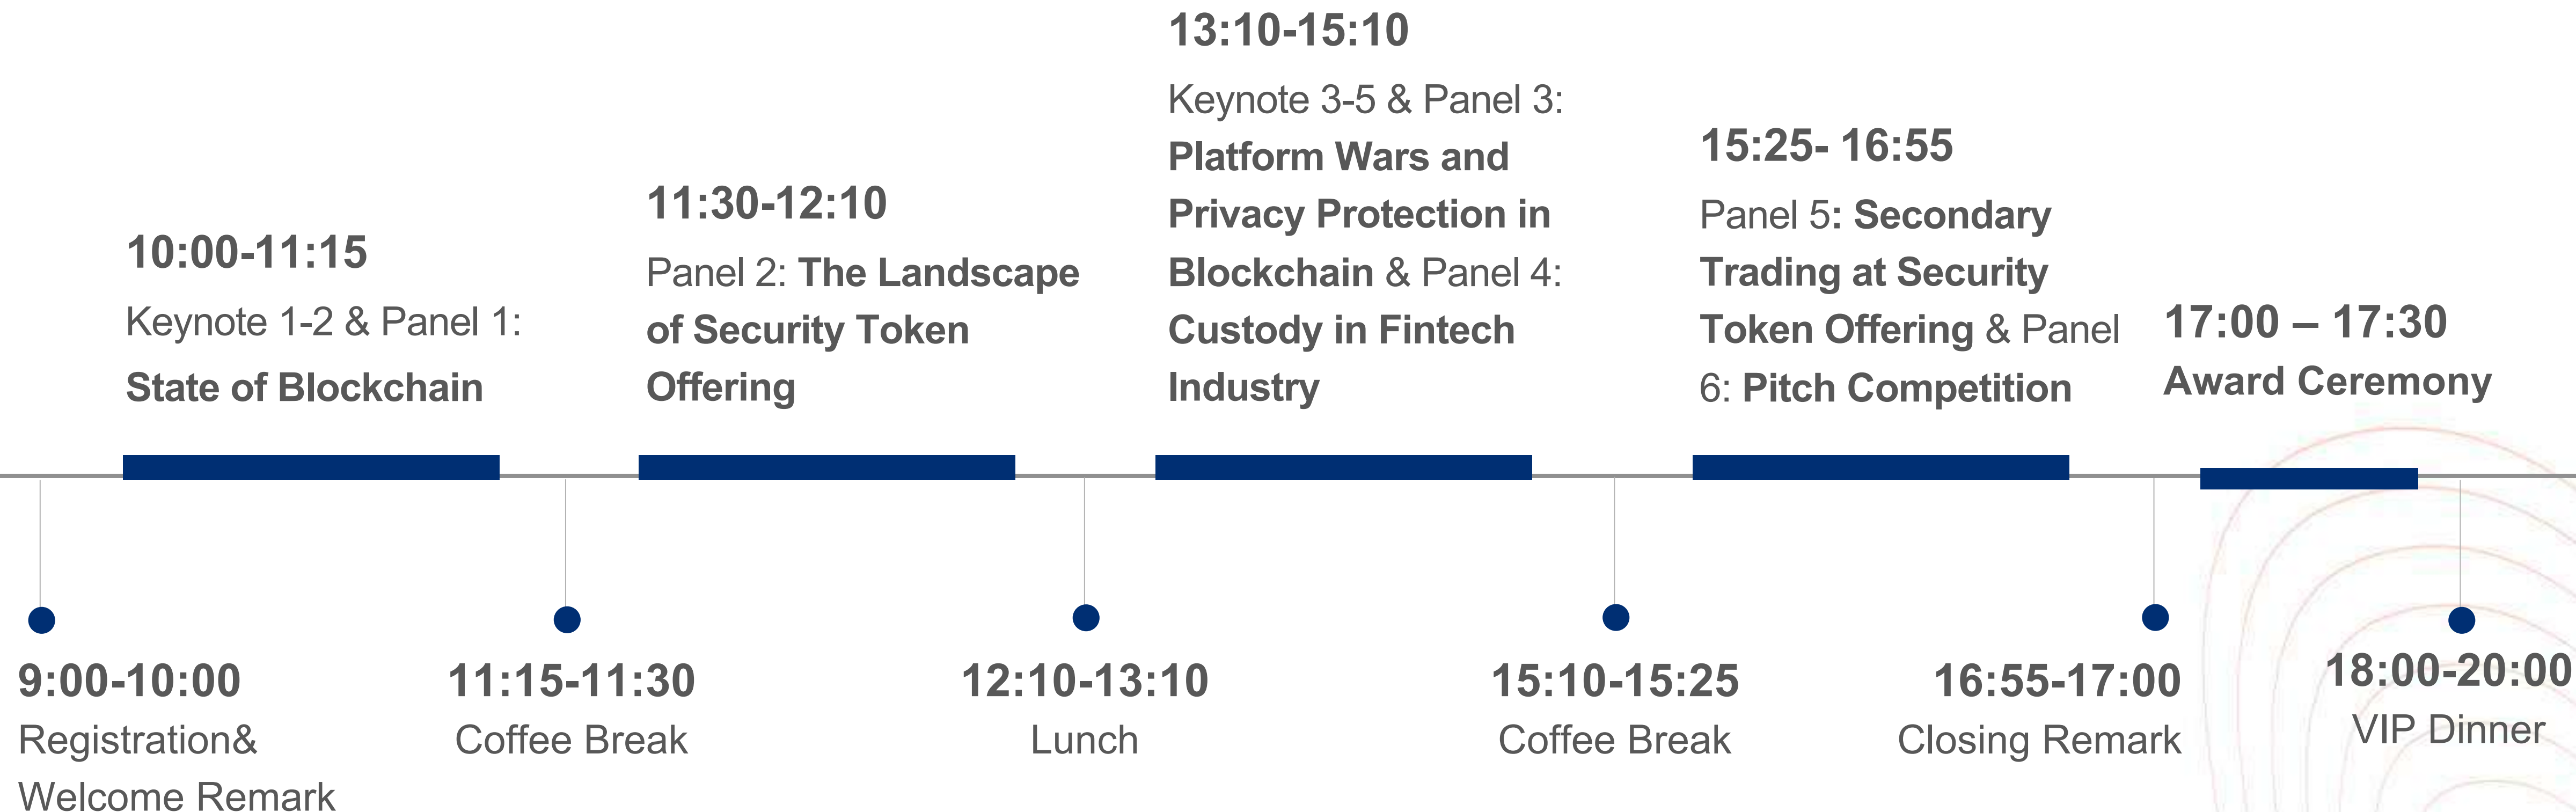 13:10-15:10
Keynote 3-5 & Panel 3:
Platform Wars and
Privacy Protection in
Blockchain & Panel 4:
Custody in Fintech
Industry
15:25- 16:55
Panel 5: Secondary
Trading at Security
Token Offering & Panel
6: Pitch Competition
11:30-12:10
Panel 2: The Landscape
of Security Token
Offering
10:00-11:15
Keynote 1-2 & Panel 1:
State of Blockchain
17:00 – 17:30
Award Ceremony
9:00-10:00
Registration&
Welcome Remark
11:15-11:30
Coffee Break
12:10-13:10
Lunch
15:10-15:25
Coffee Break
16:55-17:00
Closing Remark
18:00-20:00
VIP Dinner